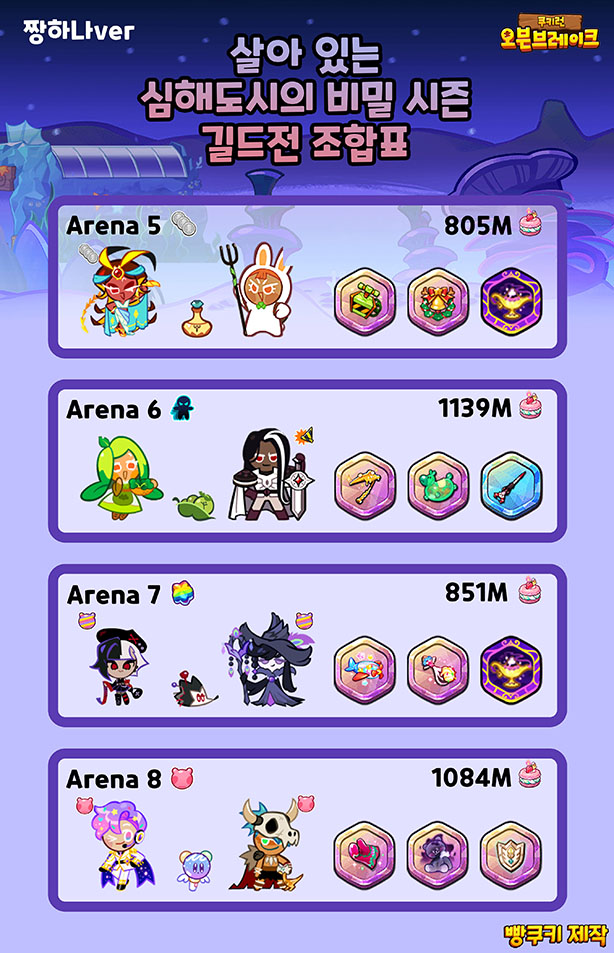 짱하나ver
쿠키런
오븐브레이크
살아 있는
심해도시의 비밀 시즌
길드전 조합표
Arena 5
805M
Arena 6
1139M
Arena 7
851M
Arena 8
1084M
빵쿠키 제작